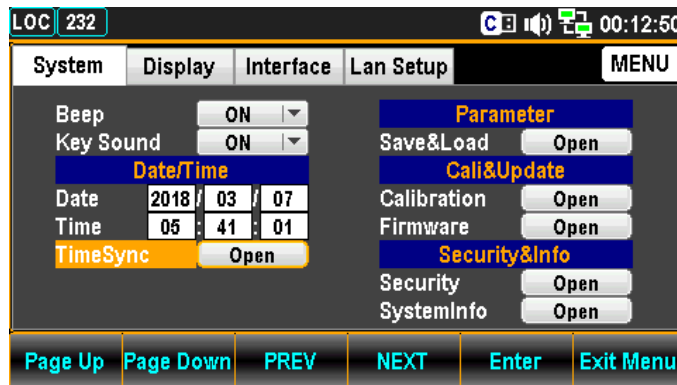 LOC 232 C 00:12:50
System Display Interface Lan Setup MENU
Beep ON
Key Sound ON
Date/Time
Date 2018 / 03 / 07
Time 05 : 41 : 01
TimeSync Open
Parameter
Save&Load Open
Cali&Update
Calibration Open
Firmware Open
Security&Info
Security Open
SystemInfo Open
Page Up Page Down PREV NEXT Enter Exit Menu